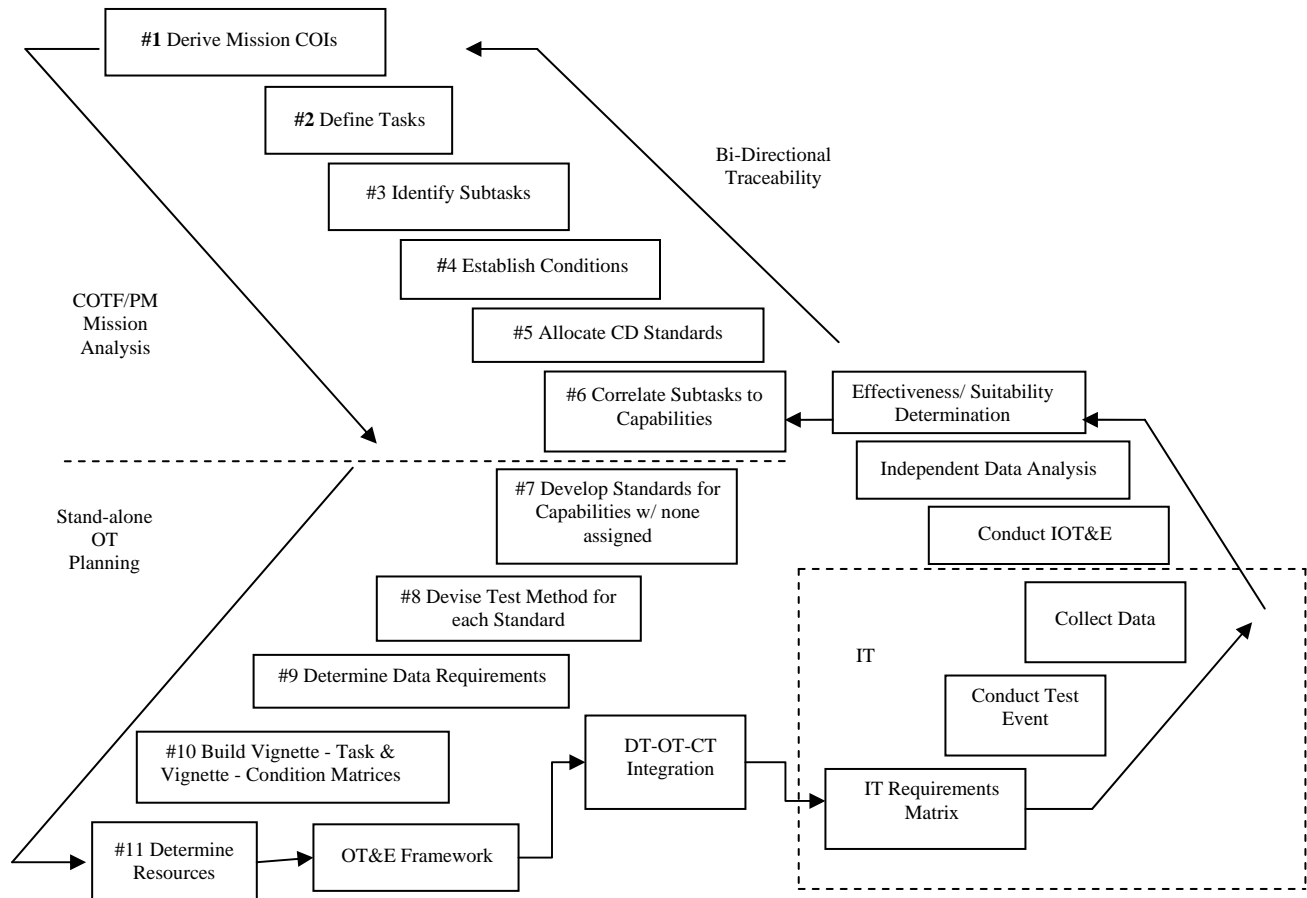 #1 Derive Mission COIs
#2 Define Tasks
Bi-Directional
Traceability
#3 Identify Subtasks
#4 Establish Conditions
COTF/PM
Mission
Analysis
#5 Allocate CD Standards
#6 Correlate Subtasks to
Capabilities
Effectiveness/ Suitability
Determination
Independent Data Analysis
#7 Develop Standards for
Capabilities w/ none
assigned
Stand-alone
OT
Planning
Conduct IOT&E
#8 Devise Test Method for
each Standard
Collect Data
IT
#9 Determine Data Requirements
Conduct Test
Event
#10 Build Vignette - Task &
Vignette - Condition Matrices
DT-OT-CT
Integration
IT Requirements
Matrix
#11 Determine
Resources
OT&E Framework